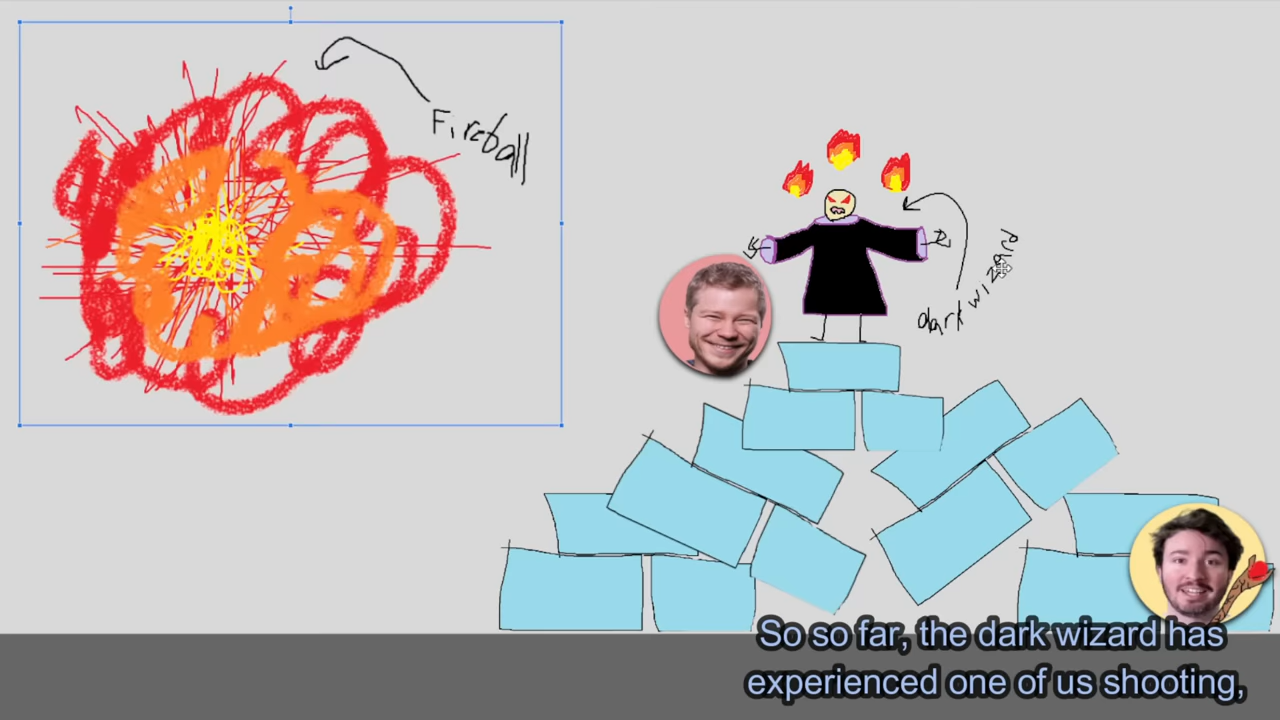 Fireball
dark wizard
So so far, the dark wizard has
experienced one of us shooting,